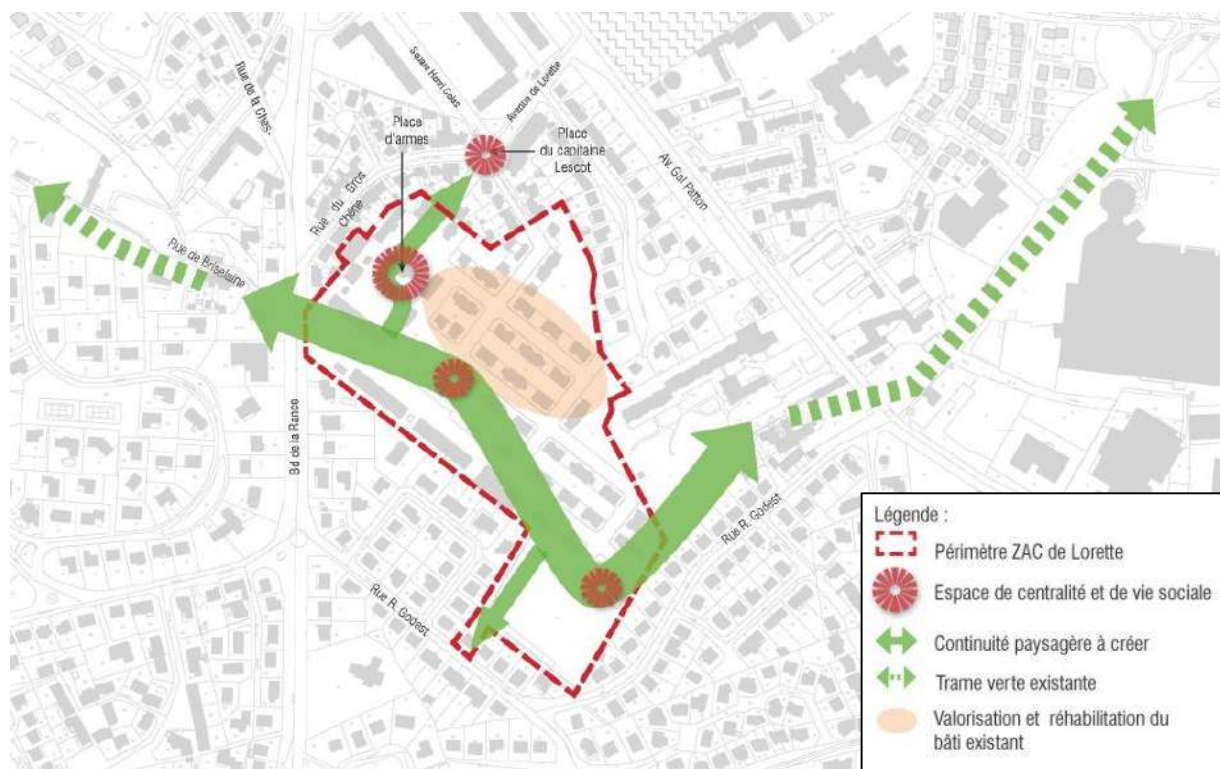 Square Henri Colas
Avenue de Lorette
Rue de la Ches-
Place
d'armes
Place
du capitaine
Lescot
Av. Gal Patton
Rue du Gros
Chêne
Rue de Briselaine
Bd de la Rance
Rue R. Godest
Rue R. Godest
Légende :
Périmètre ZAC de Lorette
Espace de centralité et de vie sociale
Continuité paysagère à créer
Trame verte existante
Valorisation et réhabilitation du
bâti existant